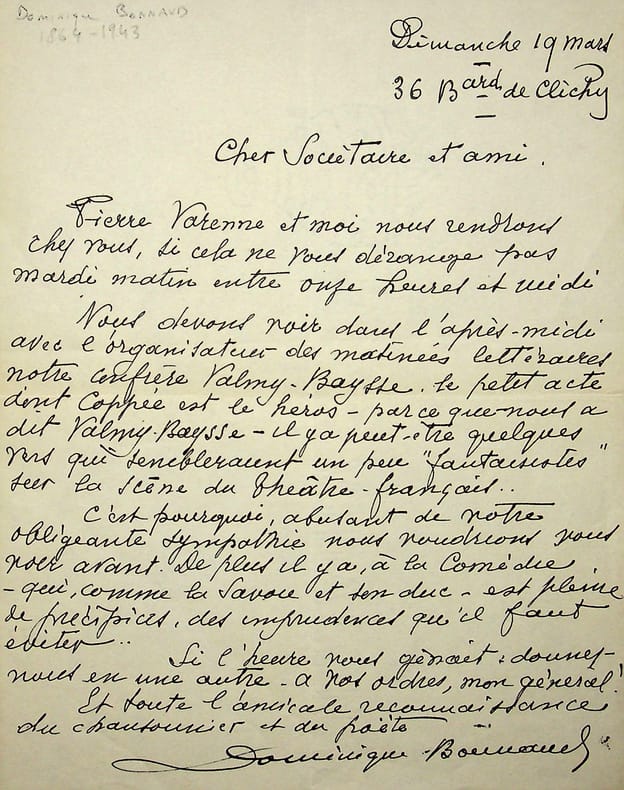 Dominique BONNAUD
1864-1943
Dimanche 19 mars
36 Bard de Clichy
Cher Sociétaire et ami.
Pierre Varenne et moi nous rendrons
chez vous, si cela ne vous dérange pas
mardi matin entre onze heures et midi
Nous devons voir dans l'après-midi
avec l'organisateur des matinées littéraires
notre confrère Valmy-Baysse. le petit acte
dont Coppée est le héros - parce que nous a
dit Valmy-Baysse - il y a peut-être quelques
vers qui sembleraient un peu "fantaisistes"
sur la scène du théâtre-français..
C'est pourquoi, abusant de votre
obligeante sympathie nous voudrions vous
voir avant. De plus il y a, à la Comédie
- qui, comme la Savoie et son duc - est pleine
de précipices, des imprudences qu'il faut
éviter..
Si l'heure vous gênait : donnez-
nous en une autre - a vos ordres, mon général!
Et toute l'amicale reconnaissance
du chansonnier et du poète
Dominique Bonnaud